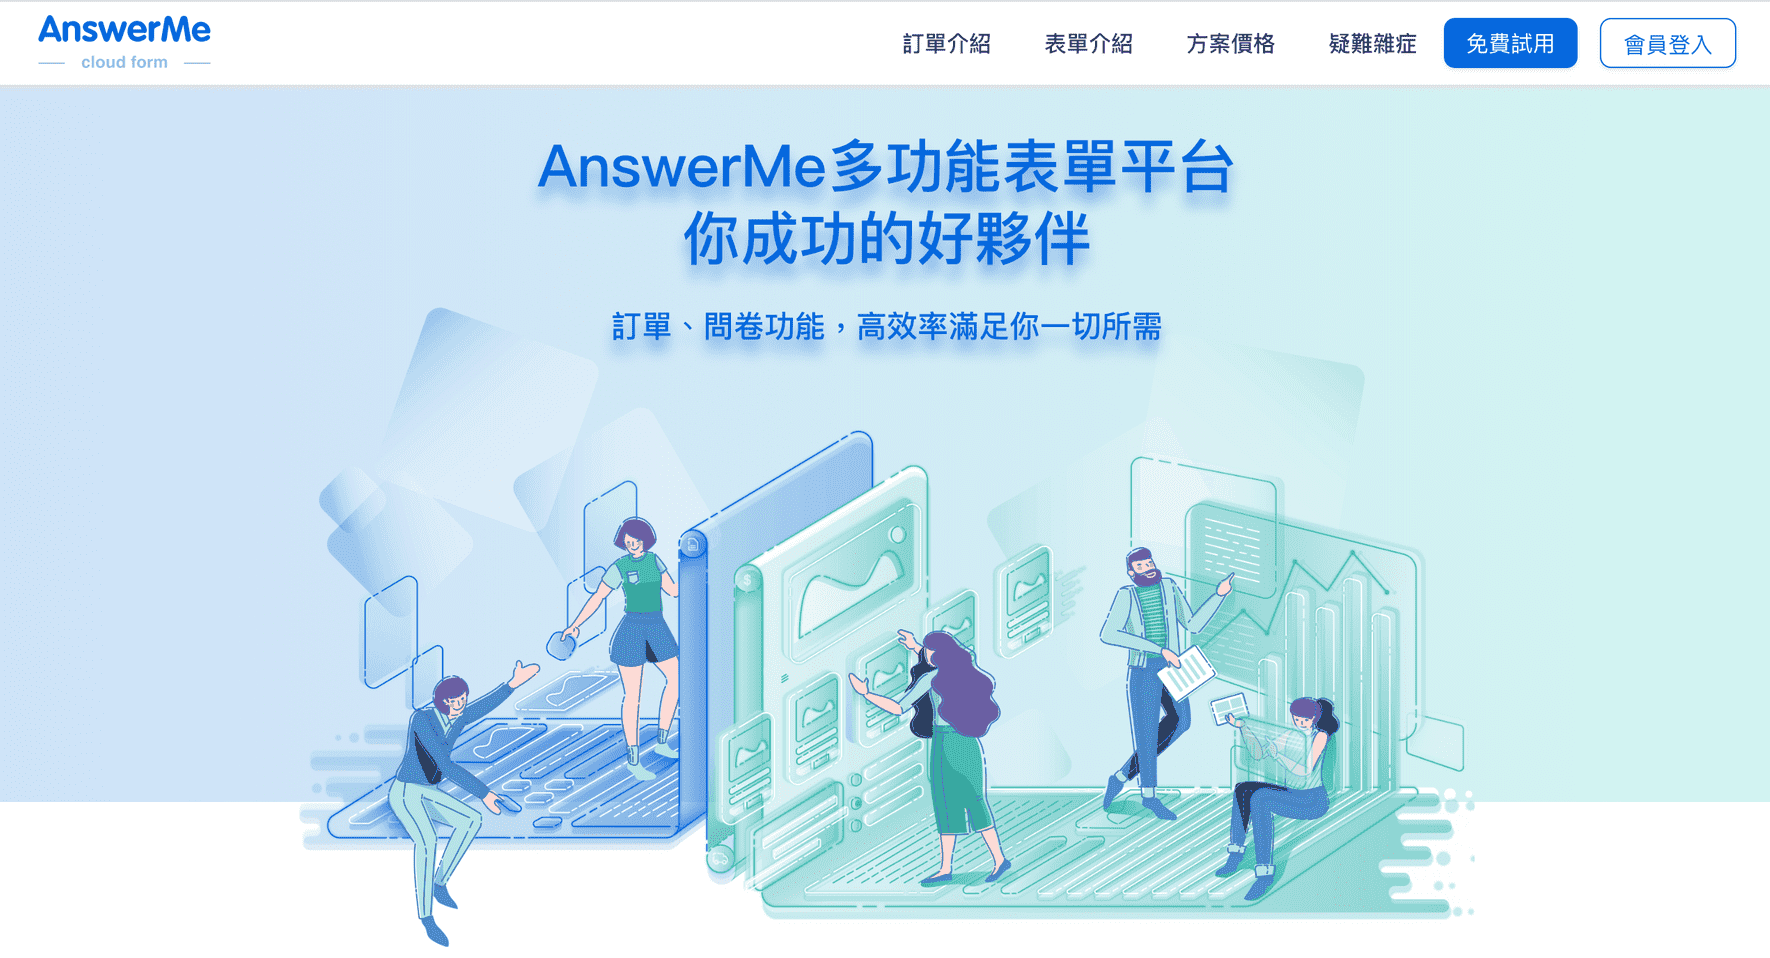 AnswerMe
cloud form
訂單介紹
表單介紹
方案價格
疑難雜症
免費試用
會員登入
AnswerMe多功能表單平台
你成功的好夥伴
訂單、問卷功能，高效率滿足你一切所需
$